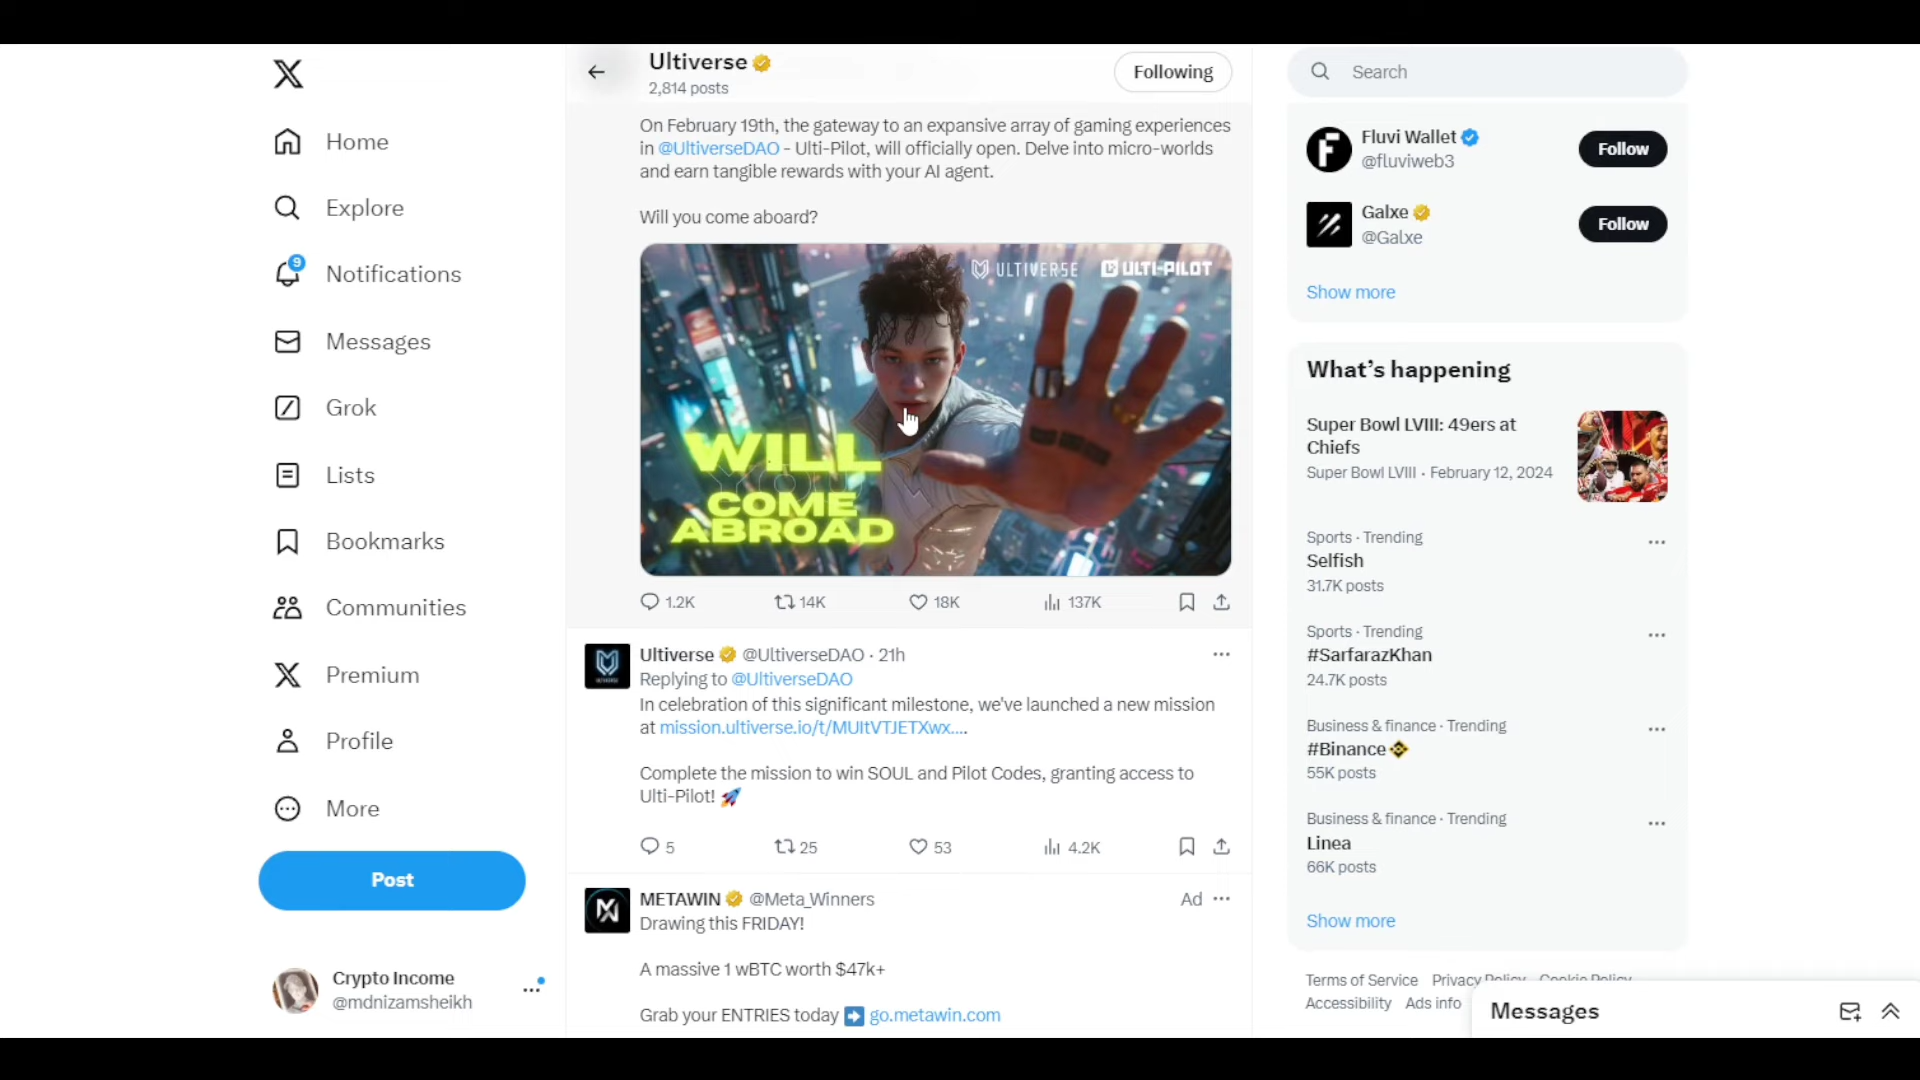 Home
Explore
9
Notifications
Messages
Grok
Lists
Bookmarks
Communities
Premium
Profile
More
Post
Crypto Income
@mdnizamsheikh
Ultiverse
2,814 posts
Following
On February 19th, the gateway to an expansive array of gaming experiences
in @UltiverseDAO - Ulti-Pilot, will officially open. Delve into micro-worlds
and earn tangible rewards with your AI agent.
Will you come aboard?
ULTIVERSE ULTI-PILOT
WILL
YOU
COME
ABROAD
1.2K 14K 18K 137K
Ultiverse @UltiverseDAO · 21h
Replying to @UltiverseDAO
In celebration of this significant milestone, we've launched a new mission
at mission.ultiverse.io/t/MUItVTJETXwx....
Complete the mission to win SOUL and Pilot Codes, granting access to
Ulti-Pilot! 🚀
5 25 53 4.2K
METAWIN @Meta_Winners Ad
Drawing this FRIDAY!
A massive 1 wBTC worth $47k+
Grab your ENTRIES today ➡️ go.metawin.com
Search
Fluvi Wallet
@fluviweb3
Follow
Galxe
@Galxe
Follow
Show more
What's happening
Super Bowl LVIII: 49ers at
Chiefs
Super Bowl LVIII · February 12, 2024
Sports · Trending
Selfish
31.7K posts
Sports · Trending
#SarfarazKhan
24.7K posts
Business & finance · Trending
#Binance
55K posts
Business & finance · Trending
Linea
66K posts
Show more
Terms of Service Privacy Policy Cookie Policy
Accessibility Ads info
Messages